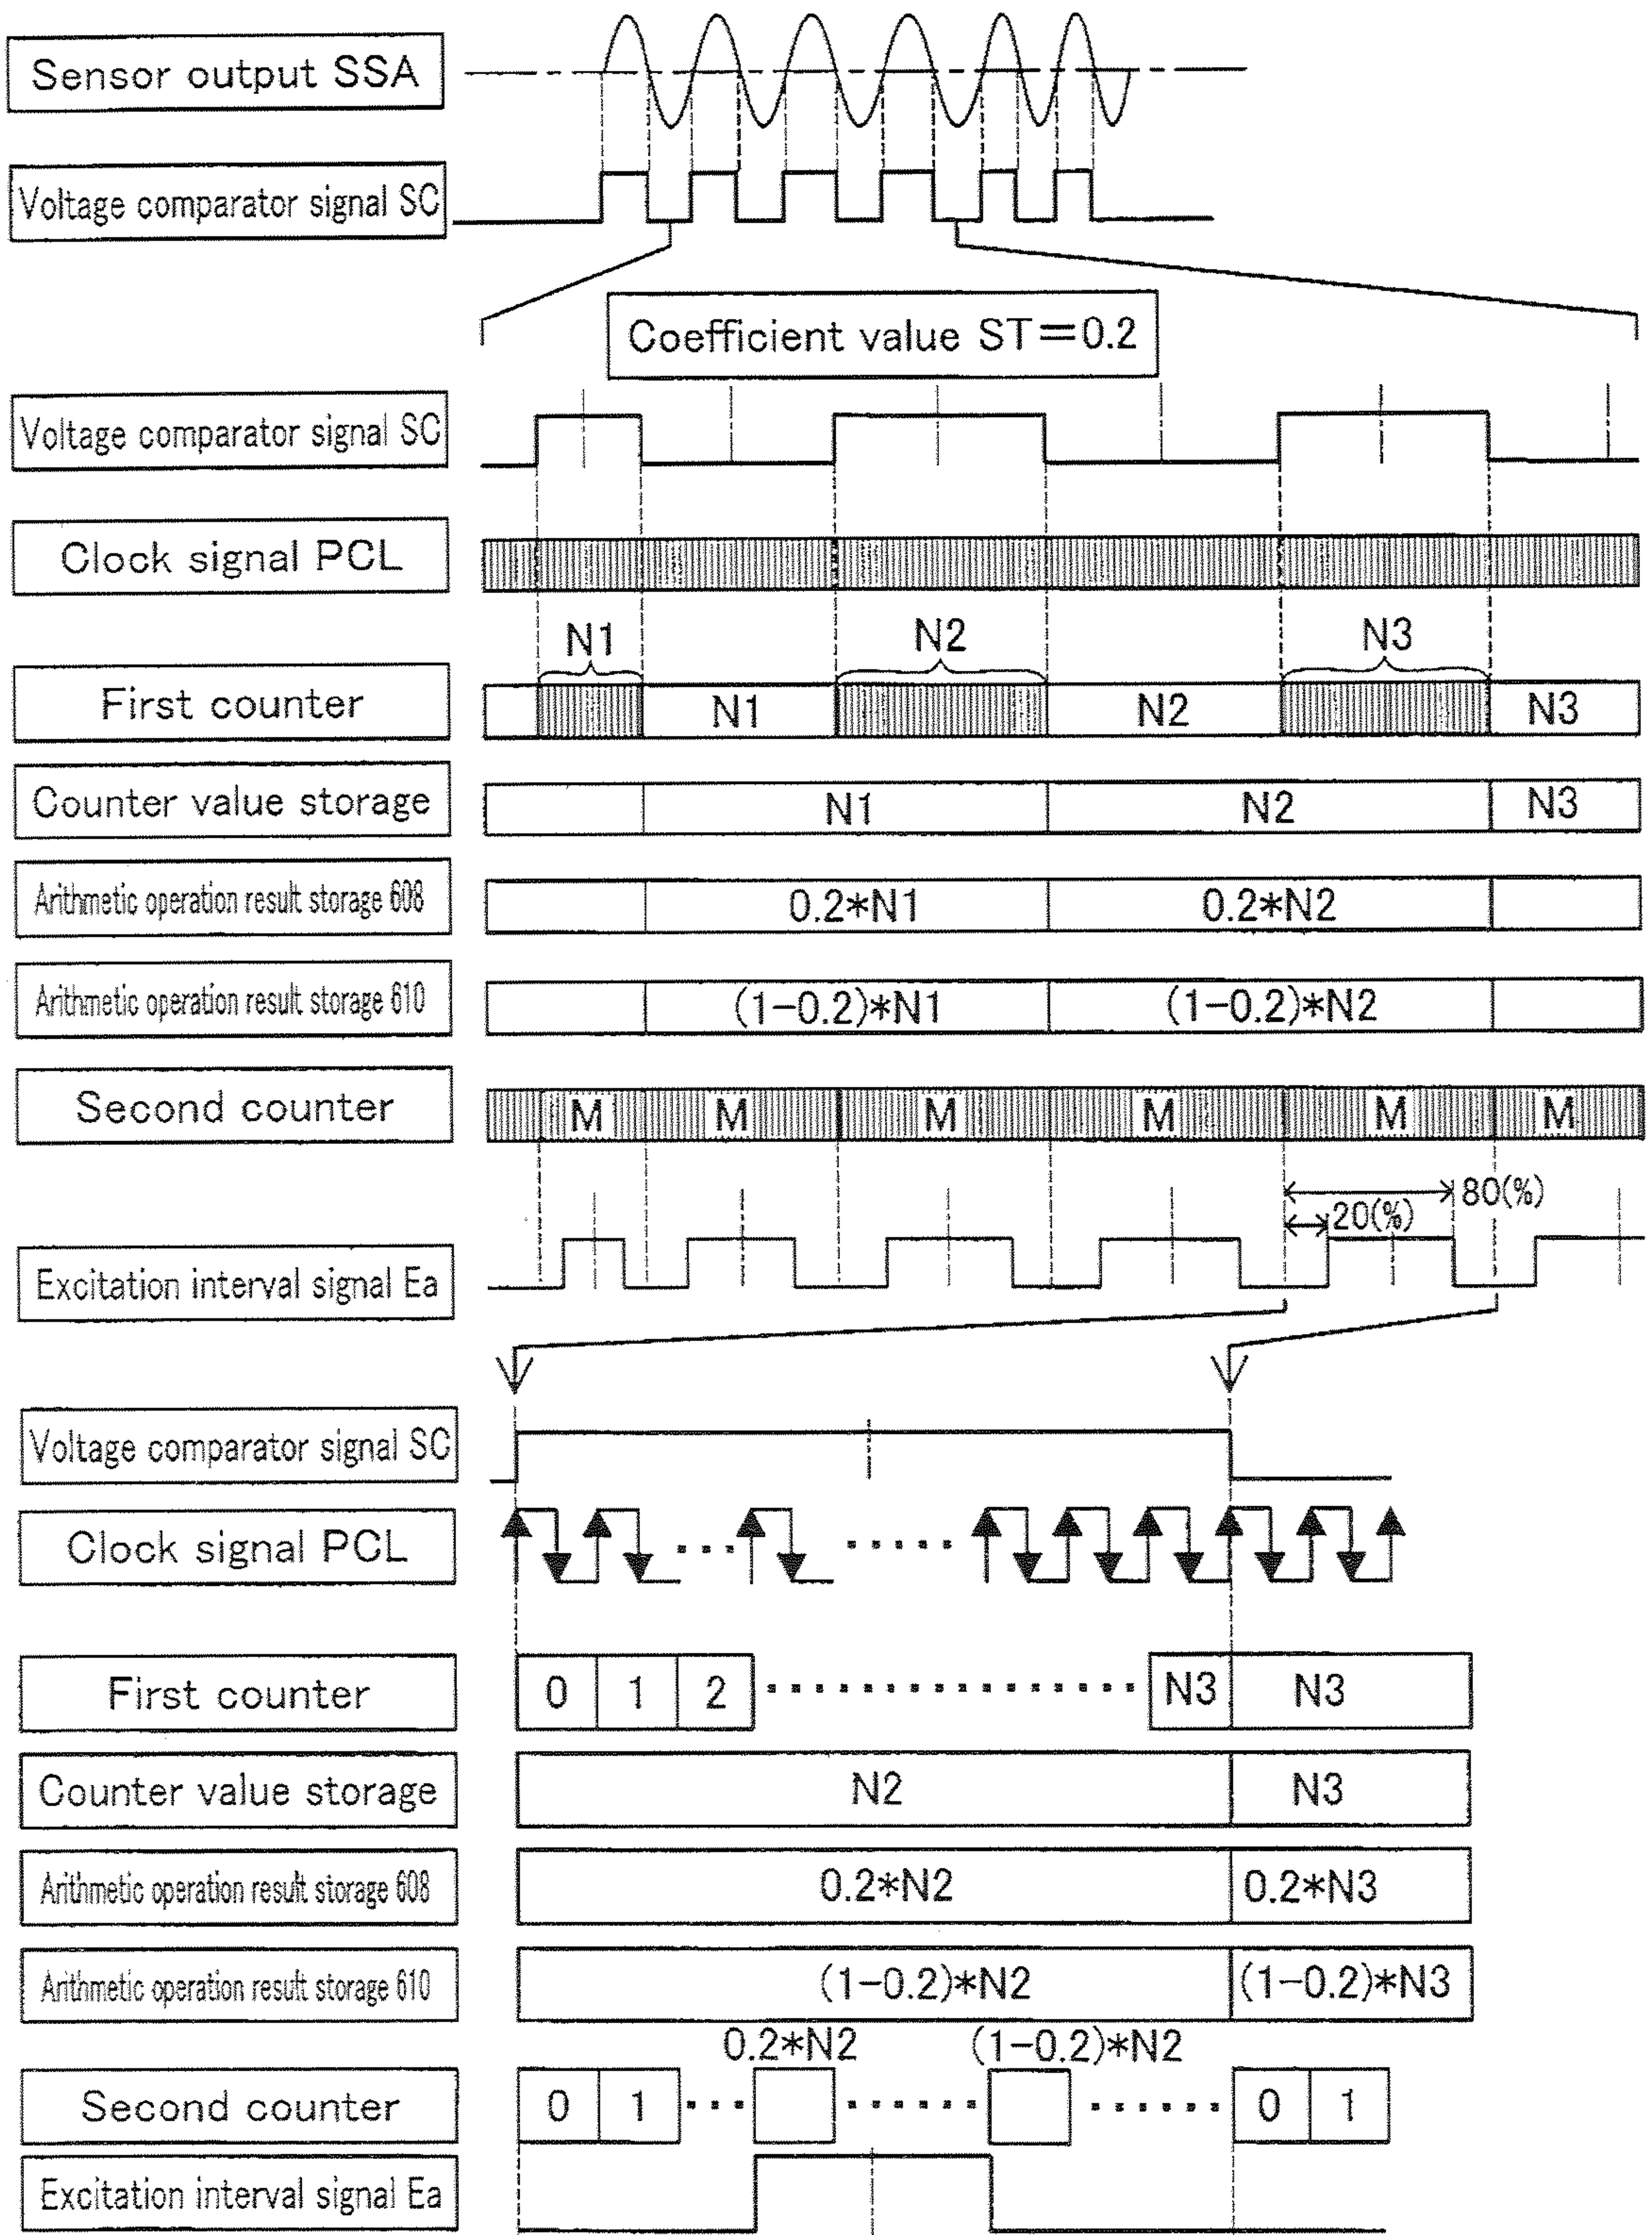 Sensor output SSA
Voltage comparator signal SC
Coefficient value ST=0.2
Voltage comparator signal SC
Clock signal PCL
N1 N2 N3
First counter N1 N2 N3
Counter value storage N1 N2 N3
Arithmetic operation result storage 608 0.2*N1 0.2*N2
Arithmetic operation result storage 610 (1-0.2)*N1 (1-0.2)*N2
Second counter M M M M M M
80(%)
20(%)
Excitation interval signal Ea
Voltage comparator signal SC
Clock signal PCL
First counter 0 1 2 N3 N3
Counter value storage N2 N3
Arithmetic operation result storage 608 0.2*N2 0.2*N3
Arithmetic operation result storage 610 (1-0.2)*N2 (1-0.2)*N3
0.2*N2 (1-0.2)*N2
Second counter 0 1 0 1
Excitation interval signal Ea